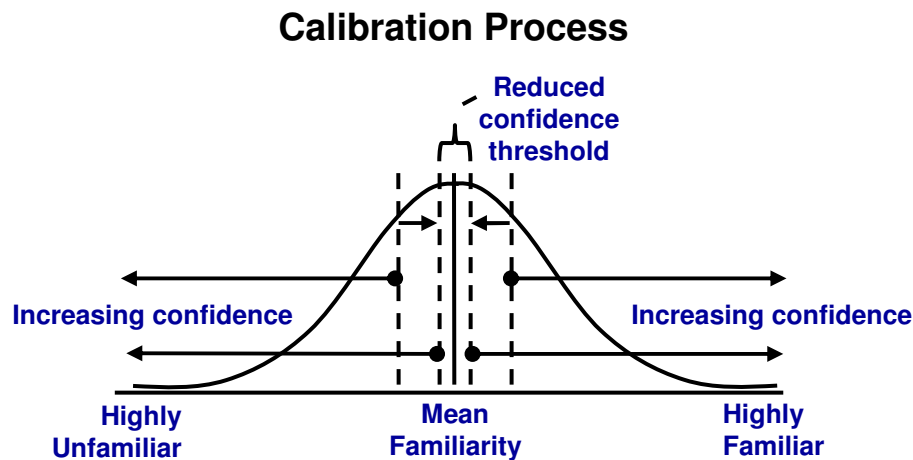 Calibration Process
Reduced
confidence
threshold
Increasing confidence
Increasing confidence
Highly
Unfamiliar
Mean
Familiarity
Highly
Familiar